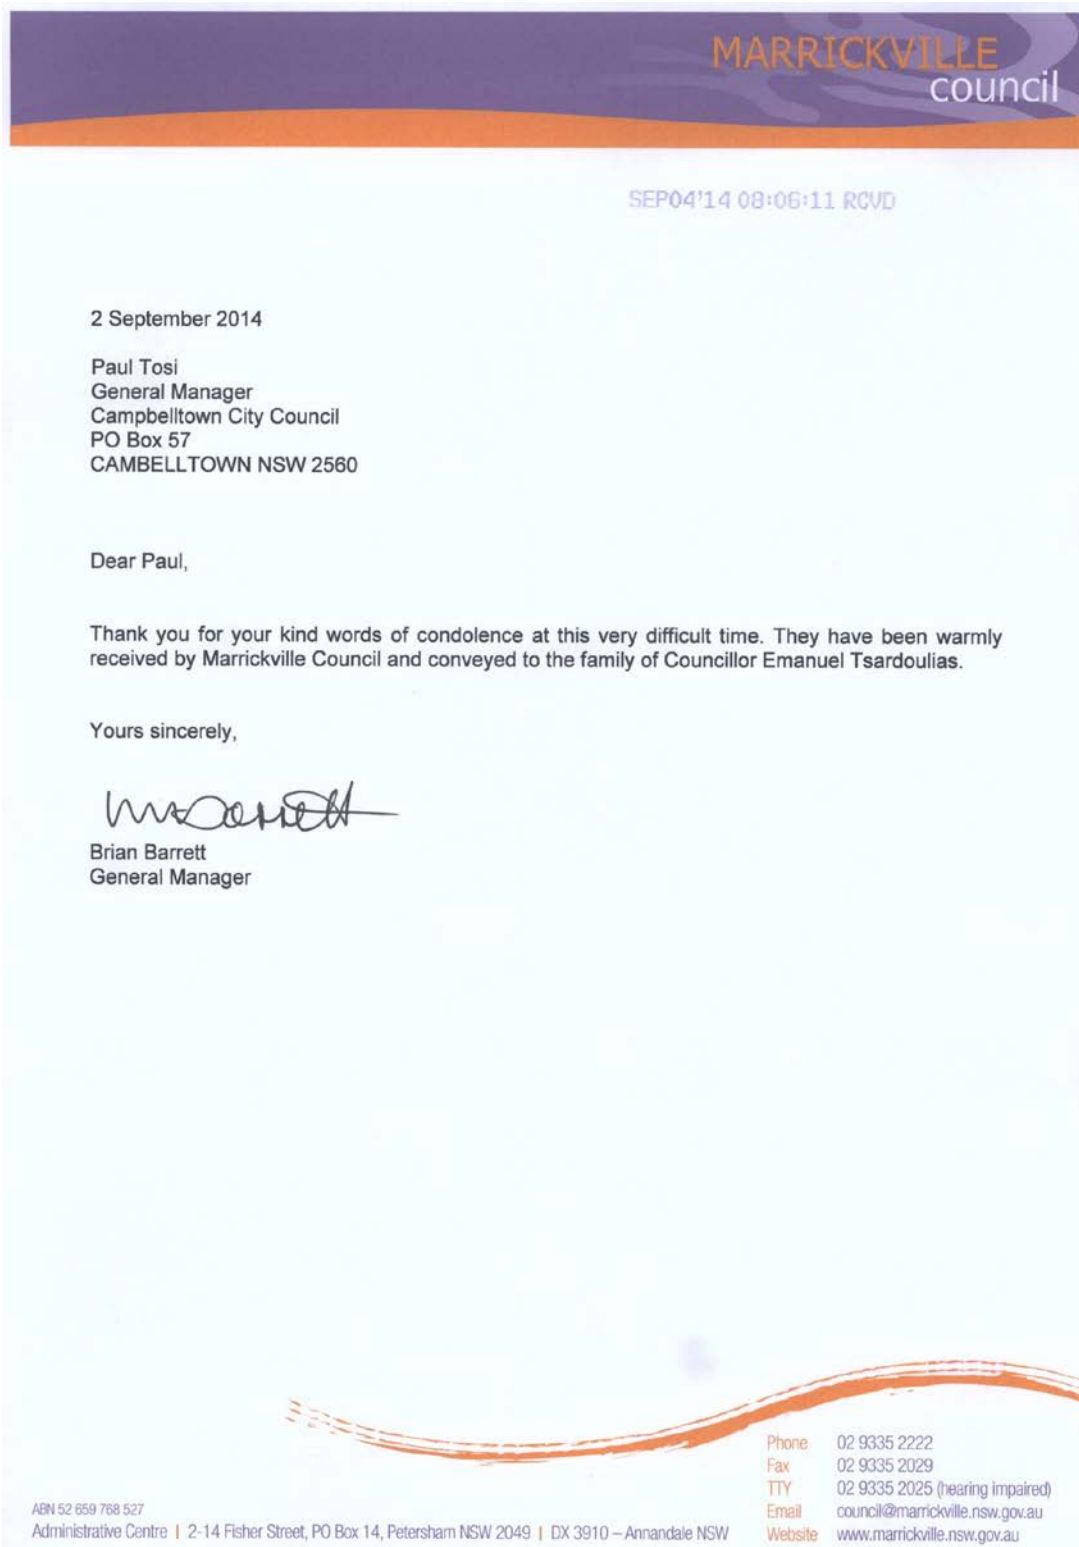 MARRICKVILLE
council
SEP04'14 08:06:11 RCVD
2 September 2014
Paul Tosi
General Manager
Campbelltown City Council
PO Box 57
CAMBELLTOWN NSW 2560
Dear Paul,
Thank you for your kind words of condolence at this very difficult time. They have been warmly
received by Marrickville Council and conveyed to the family of Councillor Emanuel Tsardoulias.
Yours sincerely,
Brian Barrett
General Manager
Phone 02 9335 2222
Fax 02 9335 2029
TTY 02 9335 2025 (hearing impaired)
Email council@marrickville.nsw.gov.au
Website www.marrickville.nsw.gov.au
ABN 52 659 768 527
Administrative Centre | 2-14 Fisher Street, PO Box 14, Petersham NSW 2049 | DX 3910 – Annandale NSW